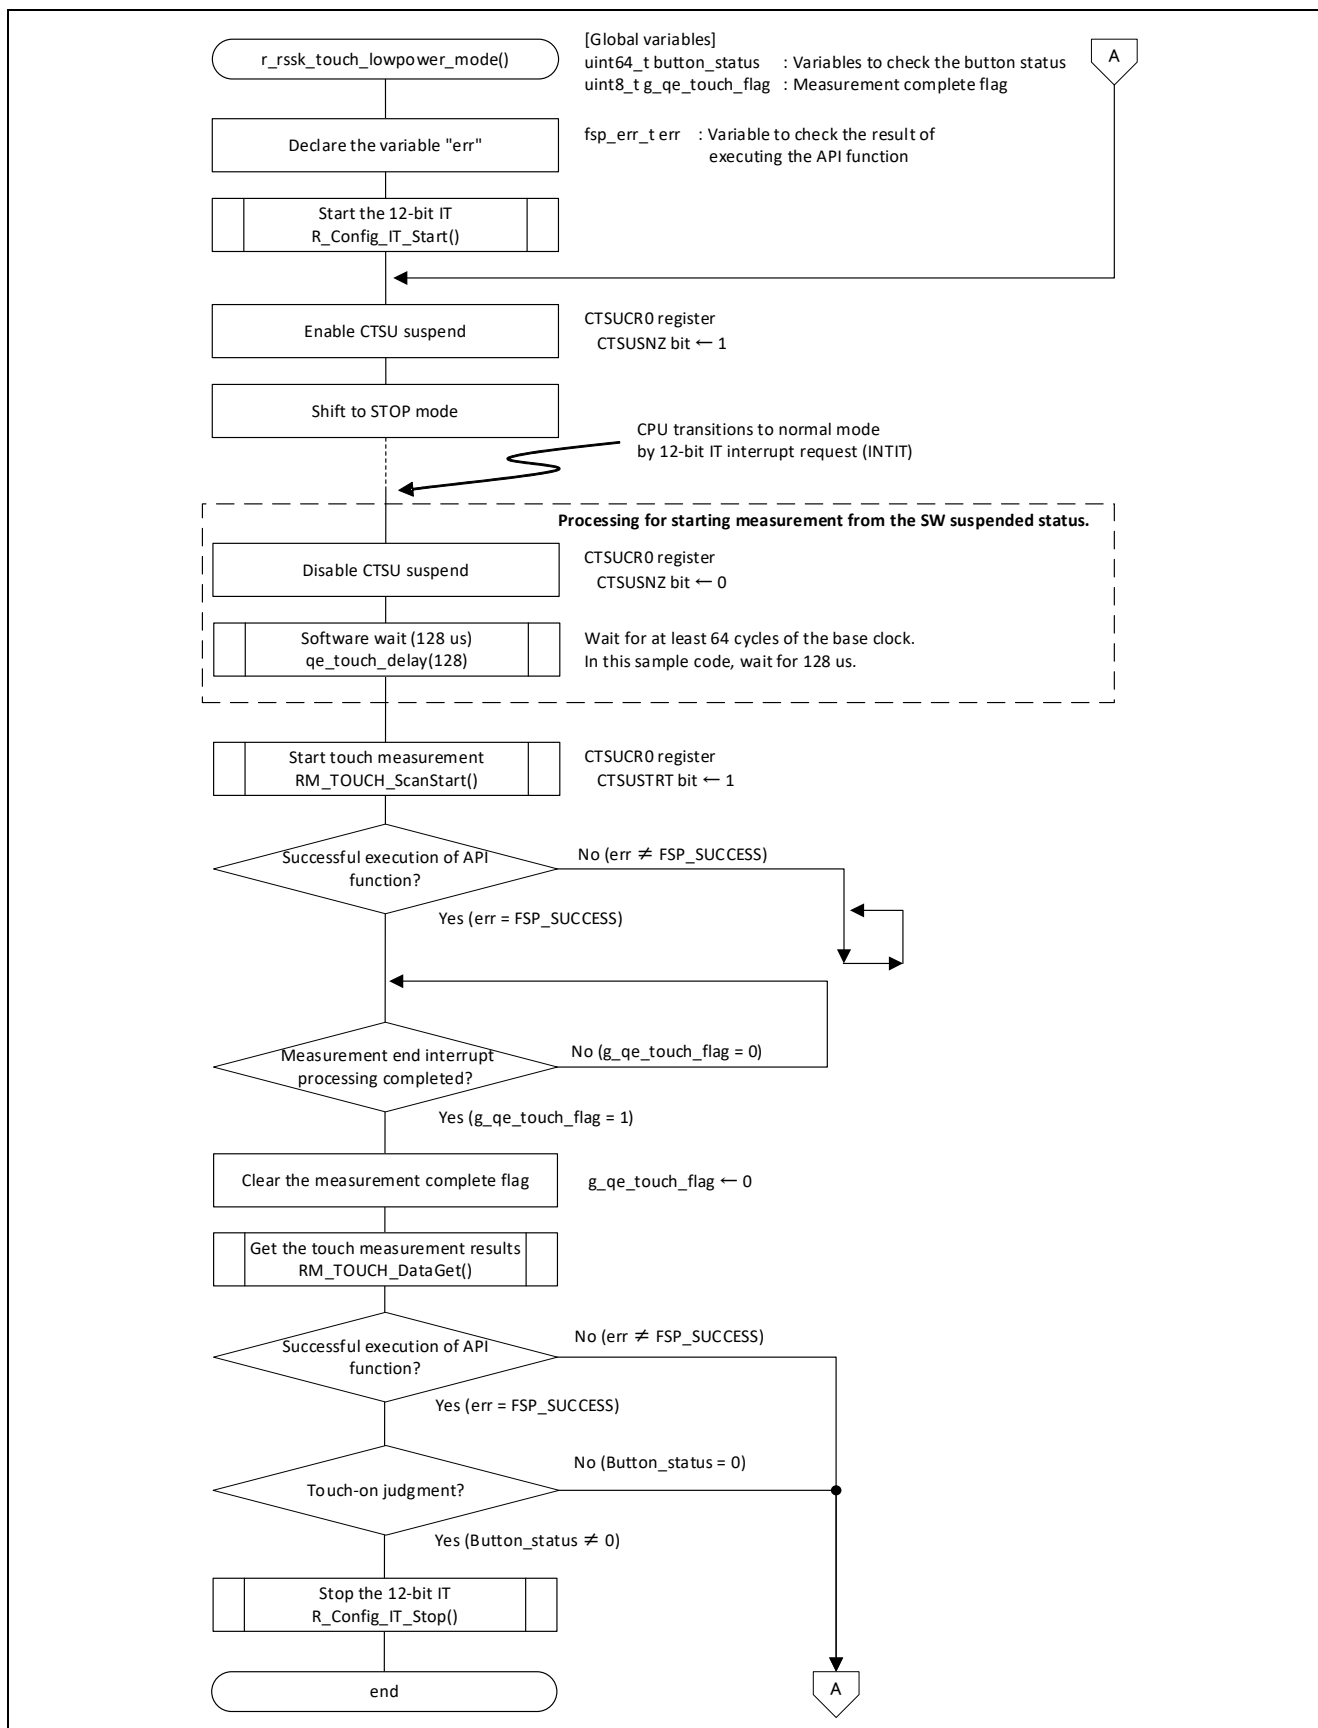 r_rssk_touch_lowpower_mode()
[Global variables]
uint64_t button_status : Variables to check the button status
uint8_t g_qe_touch_flag : Measurement complete flag
A
Declare the variable "err"
fsp_err_t err : Variable to check the result of
executing the API function
Start the 12-bit IT
R_Config_IT_Start()
Enable CTSU suspend
CTSUCR0 register
CTSUSNZ bit ← 1
Shift to STOP mode
CPU transitions to normal mode
by 12-bit IT interrupt request (INTIT)
Processing for starting measurement from the SW suspended status.
Disable CTSU suspend
CTSUCR0 register
CTSUSNZ bit ← 0
Software wait (128 us)
qe_touch_delay(128)
Wait for at least 64 cycles of the base clock.
In this sample code, wait for 128 us.
Start touch measurement
RM_TOUCH_ScanStart()
CTSUCR0 register
CTSUSTRT bit ← 1
Successful execution of API
function?
No (err ≠ FSP_SUCCESS)
Yes (err = FSP_SUCCESS)
Measurement end interrupt
processing completed?
No (g_qe_touch_flag = 0)
Yes (g_qe_touch_flag = 1)
Clear the measurement complete flag
g_qe_touch_flag ← 0
Get the touch measurement results
RM_TOUCH_DataGet()
Successful execution of API
function?
No (err ≠ FSP_SUCCESS)
Yes (err = FSP_SUCCESS)
Touch-on judgment?
No (Button_status = 0)
Yes (Button_status ≠ 0)
Stop the 12-bit IT
R_Config_IT_Stop()
end
A